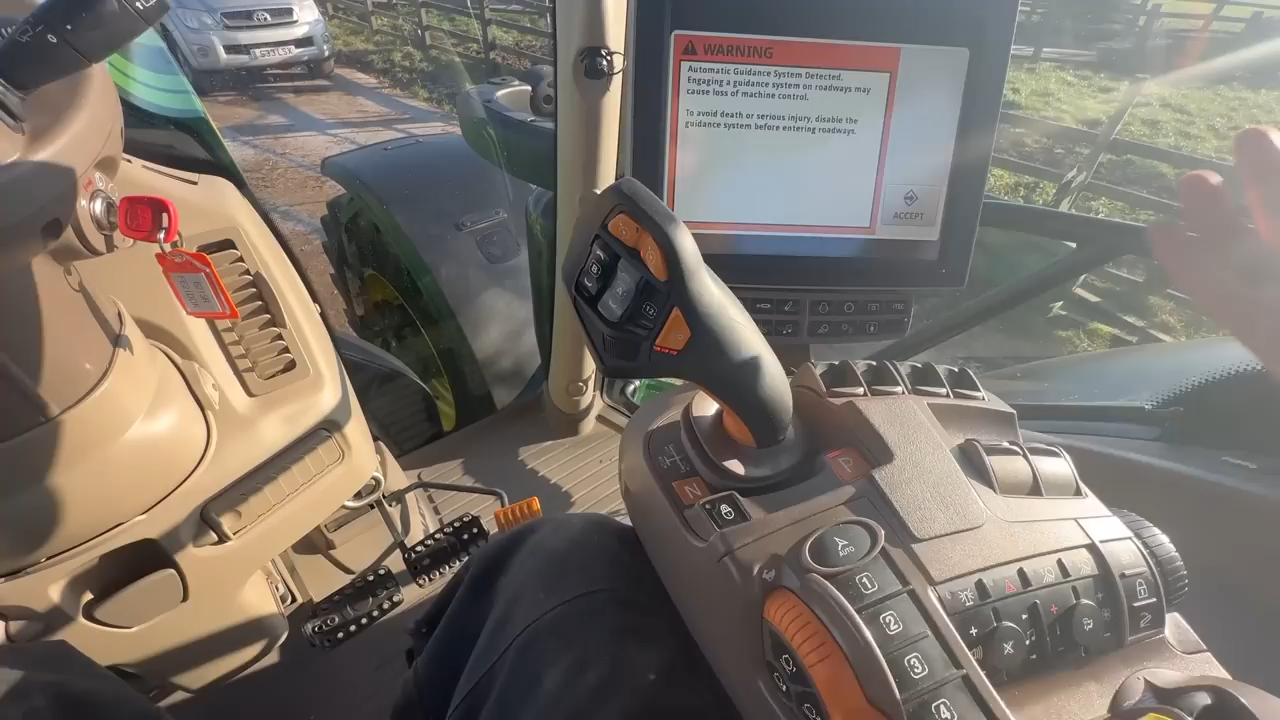 WARNING
Automatic Guidance System Detected.
Engaging a guidance system on roadways may
cause loss of machine control.
To avoid death or serious injury, disable the
guidance system before entering roadways.
ACCEPT
B
P
N
AUTO
1
2
3
4